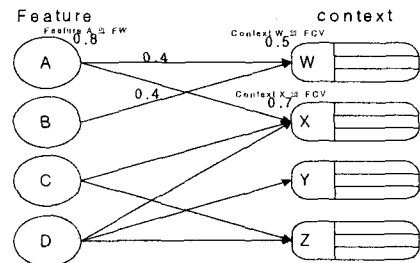 Feature
context
Feature A의 FW
0.8
Context W의 FCV
0.5
A
0.4
W
0.4
Context X의 FCV
0.7
B
X
C
Y
D
Z